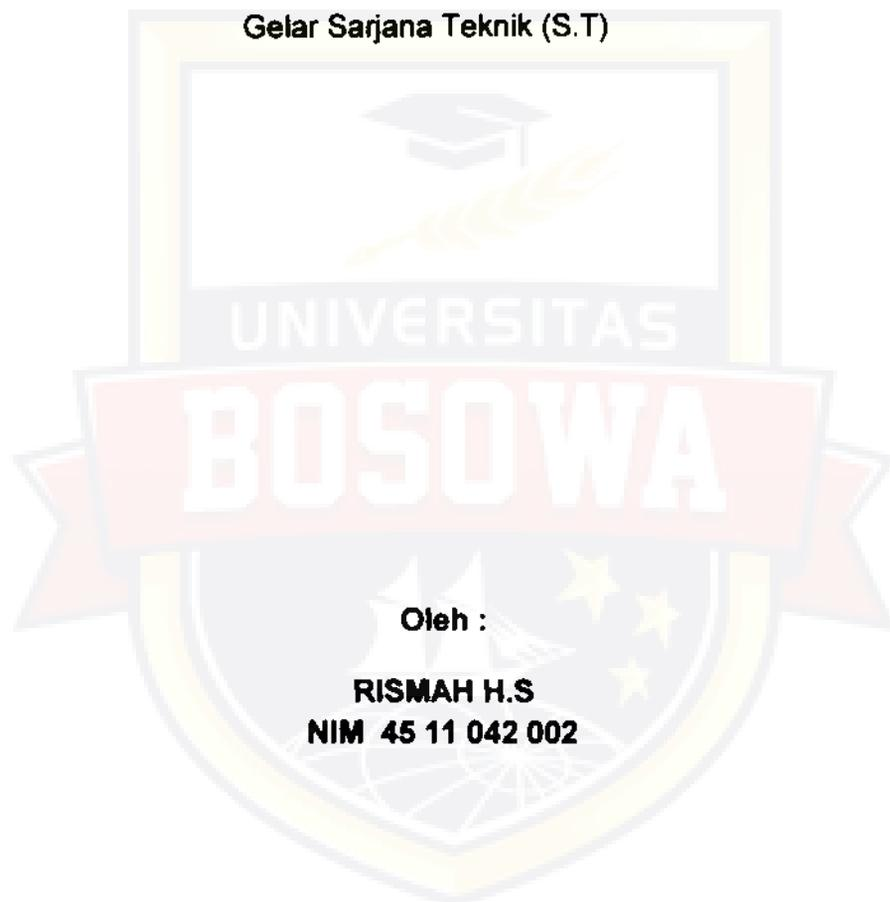 Gelar Sarjana Teknik (S.T)
UNIVERSITAS
BOSOWA
Oleh :
RISMAH H.S
NIM 45 11 042 002